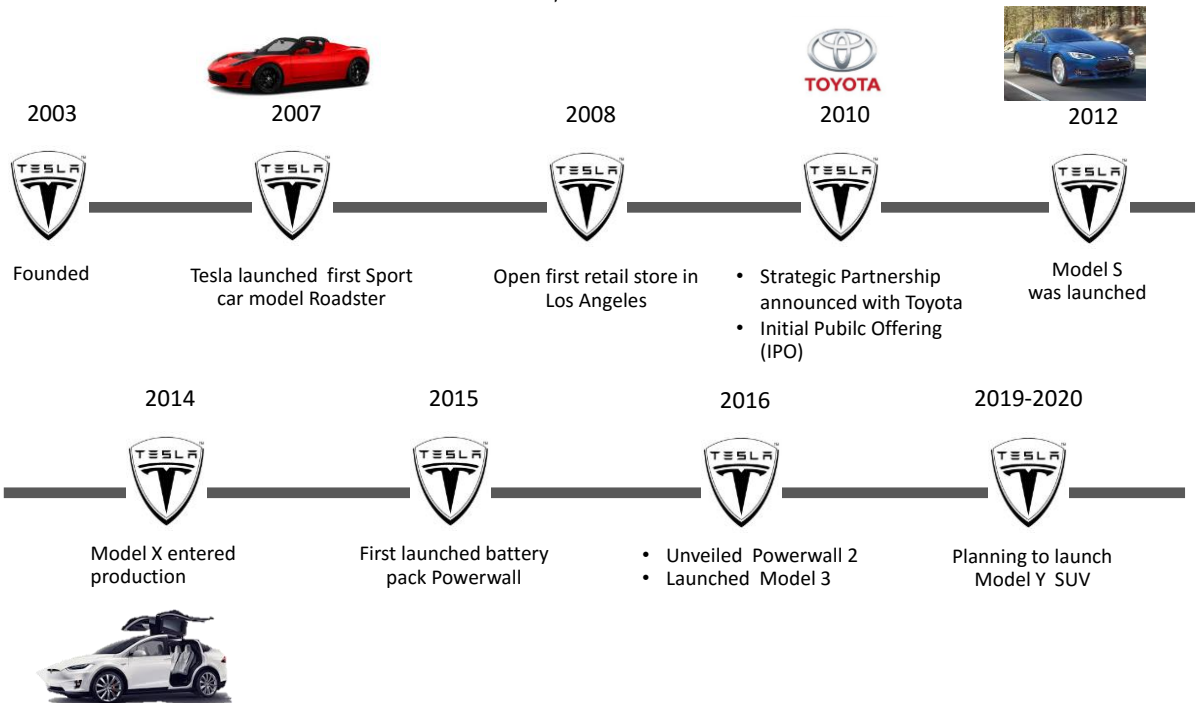 TOYOTA
2003
2007
2008
2010
2012
TESLA
TESLA
TESLA
TESLA
TESLA
Founded
Tesla launched first Sport
car model Roadster
Open first retail store in
Los Angeles
• Strategic Partnership
announced with Toyota
• Initial Pubilc Offering
(IPO)
Model S
was launched
2014
2015
2016
2019-2020
TESLA
TESLA
TESLA
TESLA
Model X entered
production
First launched battery
pack Powerwall
• Unveiled Powerwall 2
• Launched Model 3
Planning to launch
Model Y SUV